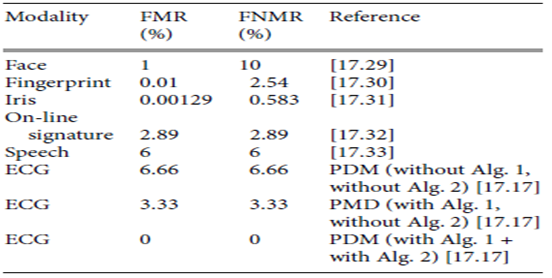 Modality FMR FNMR Reference
(%) (%)
Face 1 10 [17.29]
Fingerprint 0.01 2.54 [17.30]
Iris 0.00129 0.583 [17.31]
On-line
signature 2.89 2.89 [17.32]
Speech 6 6 [17.33]
ECG 6.66 6.66 PDM (without Alg. 1,
without Alg. 2) [17.17]
ECG 3.33 3.33 PMD (with Alg. 1,
without Alg. 2) [17.17]
ECG 0 0 PDM (with Alg. 1 +
with Alg. 2) [17.17]